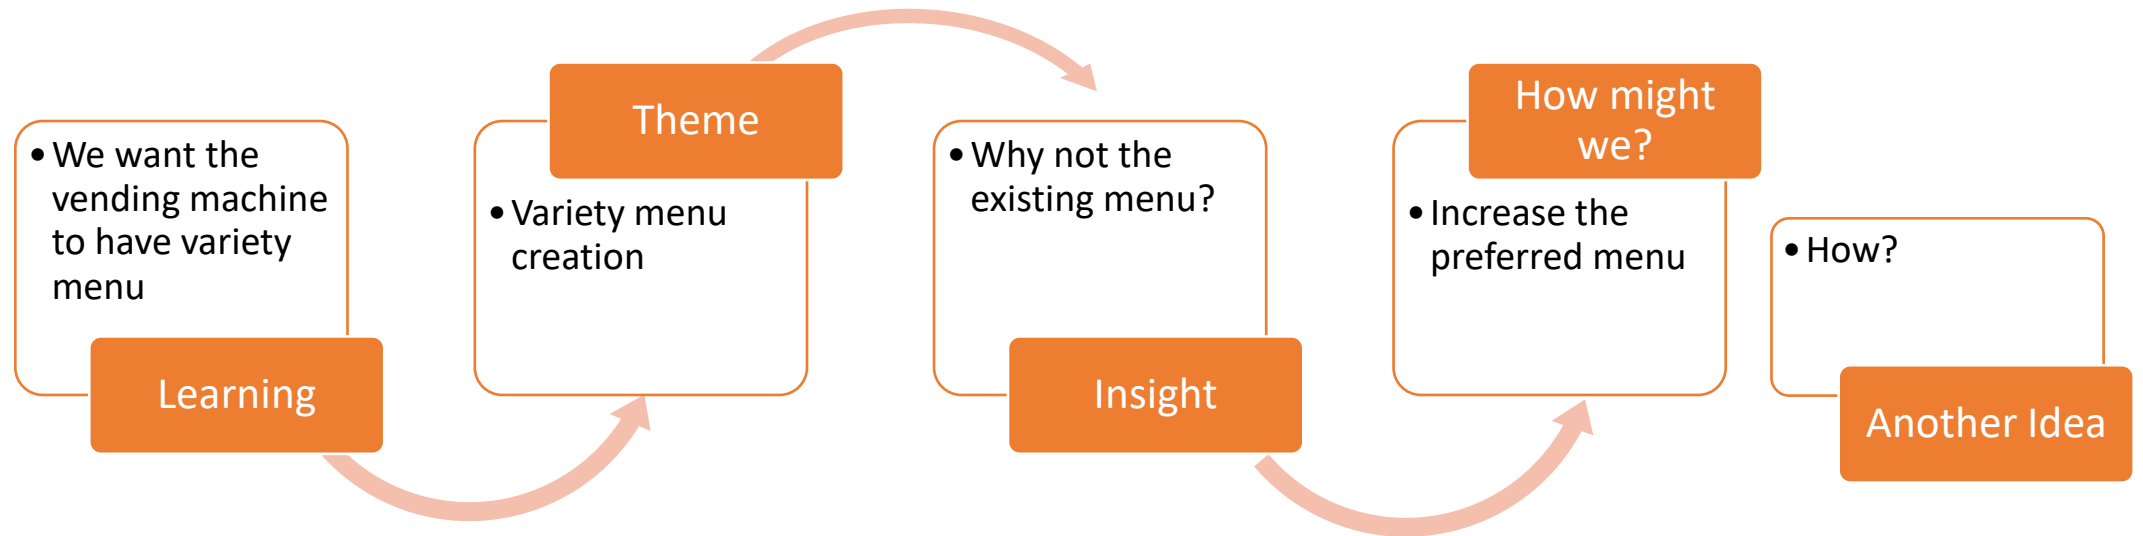 • We want the
vending machine
to have variety
menu
Learning
Theme
• Variety menu
creation
• Why not the
existing menu?
Insight
How might
we?
• Increase the
preferred menu
• How?
Another Idea